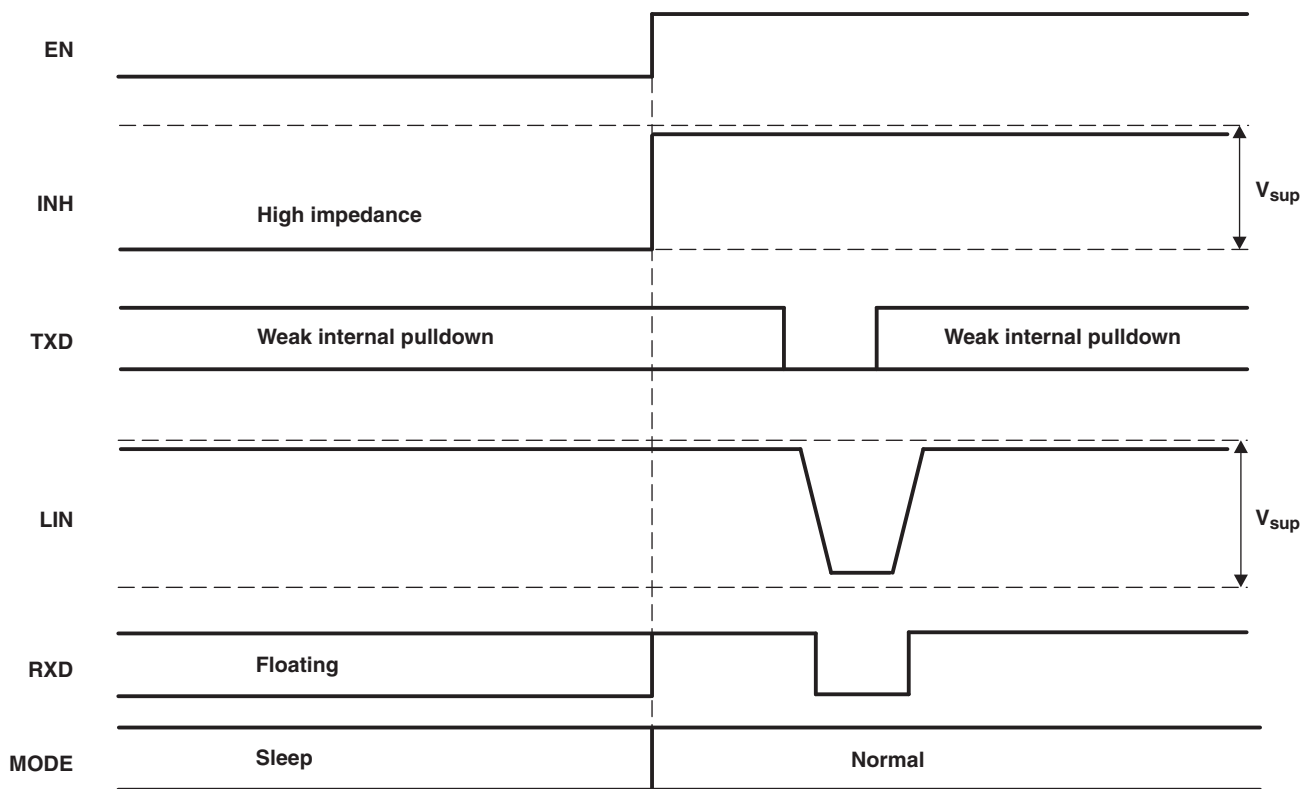 EN
INH
High impedance
V_sup
TXD
Weak internal pulldown
Weak internal pulldown
LIN
V_sup
RXD
Floating
MODE
Sleep
Normal